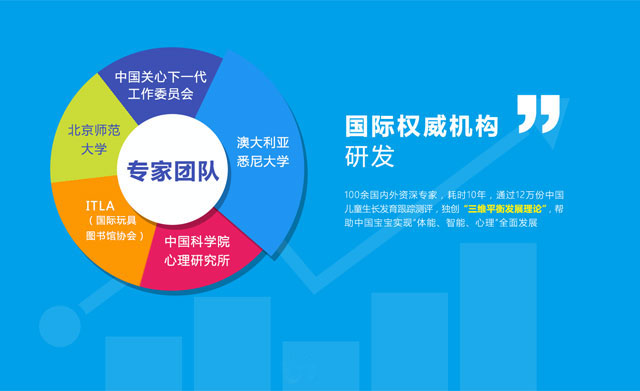 中国关心下一代
工作委员会
澳大利亚
悉尼大学
北京师范
大学
专家团队
ITLA
（国际玩具
图书馆协会）
中国科学院
心理研究所
国际权威机构
研发
100余国内外资深专家，耗时10年，通过12万份中国
儿童生长发育跟踪测评，独创“三维平衡发展理论”，帮
助中国宝宝实现“体能、智能、心理”全面发展